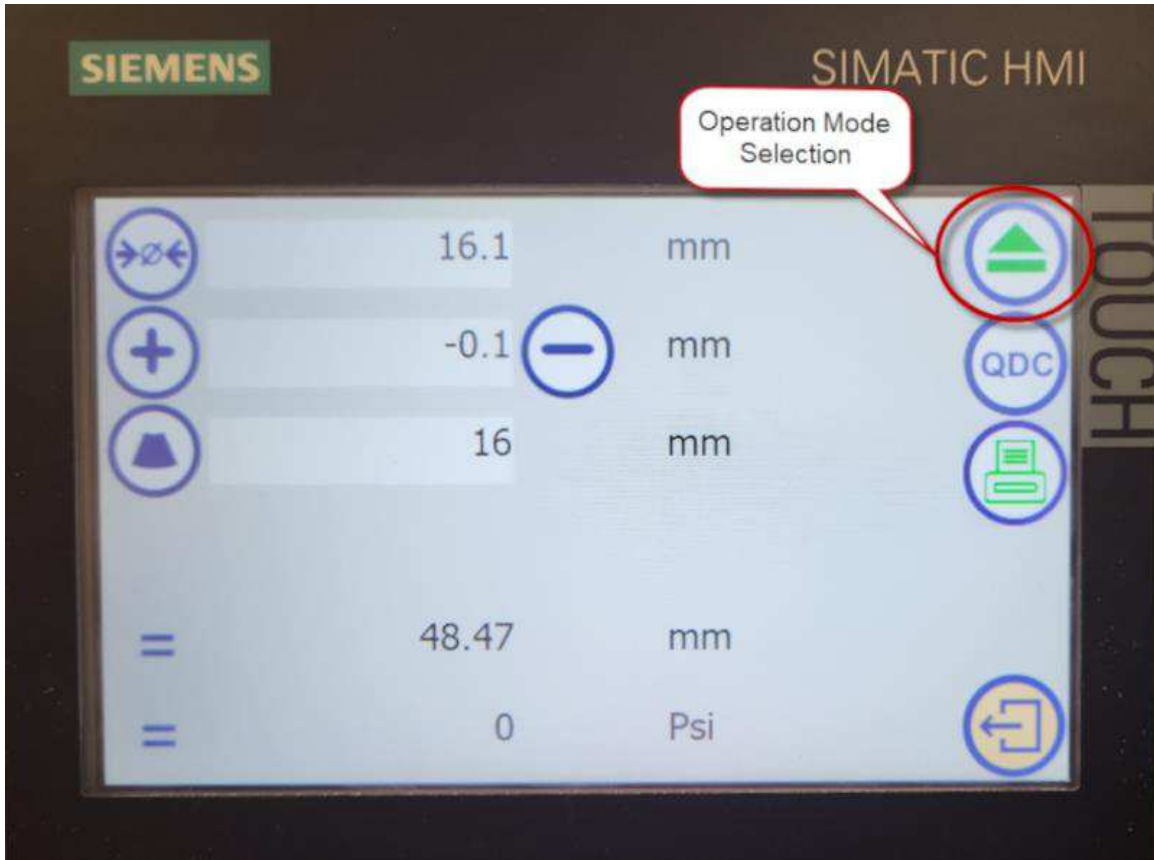 SIEMENS
SIMATIC HMI
Operation Mode
Selection
TOUCH
16.1 mm
-0.1 mm
QDC
16 mm
= 48.47 mm
= 0 Psi